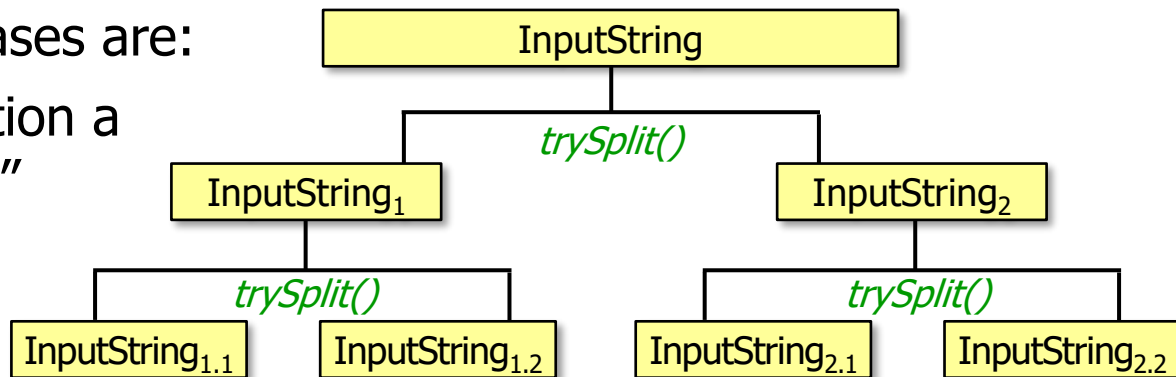 ases are:
tion a
"
InputString
trySplit()
InputString₁
InputString₂
trySplit()
trySplit()
InputString₁.₁
InputString₁.₂
InputString₂.₁
InputString₂.₂